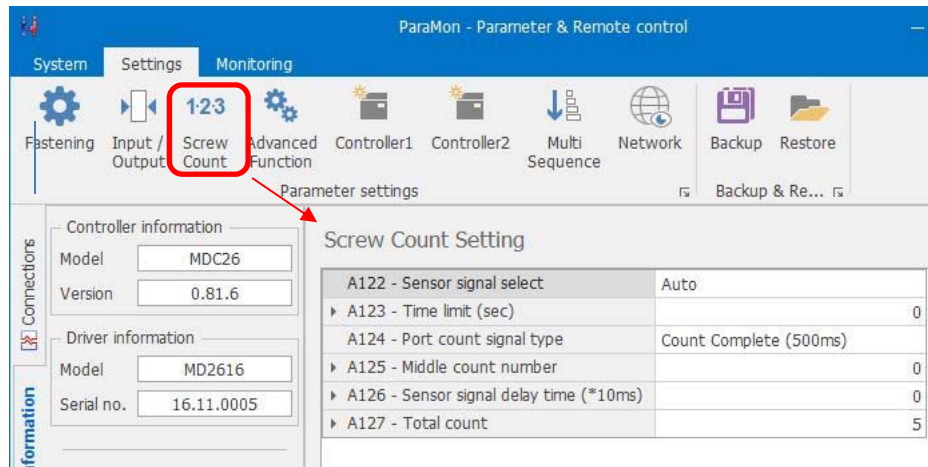 ParaMon - Parameter & Remote control
System Settings Monitoring
1·2·3
Fastening Input / Output Screw Count Advanced Function Controller1 Controller2 Multi Sequence Network Backup Restore
Parameter settings Backup & Re...
Connections
Information
Controller information
Model MDC26
Version 0.81.6
Driver information
Model MD2616
Serial no. 16.11.0005
Screw Count Setting
A122 - Sensor signal select Auto
A123 - Time limit (sec) 0
A124 - Port count signal type Count Complete (500ms)
A125 - Middle count number 0
A126 - Sensor signal delay time (*10ms) 0
A127 - Total count 5